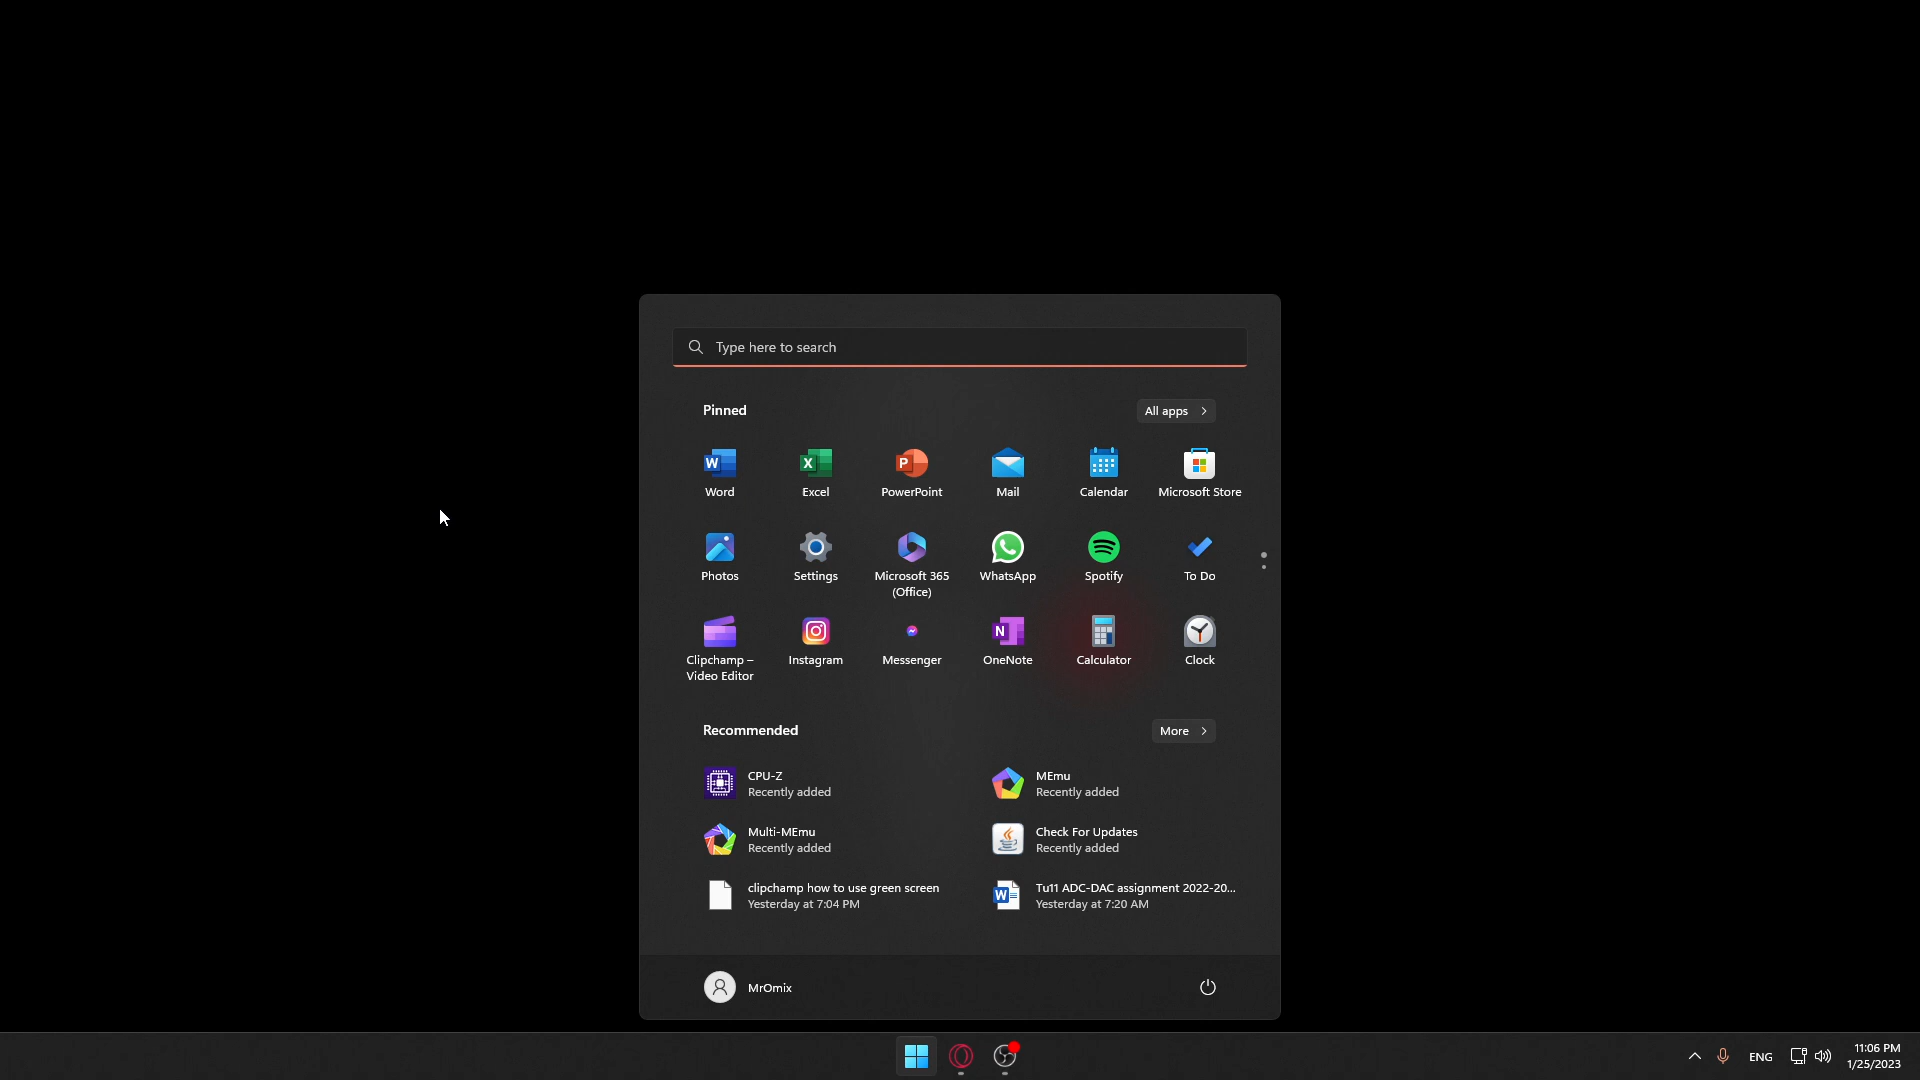 Type here to search
Pinned
All apps
Word
Excel
PowerPoint
Mail
Calendar
Microsoft Store
Photos
Settings
Microsoft 365
(Office)
WhatsApp
Spotify
To Do
Clipchamp –
Video Editor
Instagram
Messenger
OneNote
Calculator
Clock
Recommended
More
CPU-Z
Recently added
MEmu
Recently added
Multi-MEmu
Recently added
Check For Updates
Recently added
clipchamp how to use green screen
Yesterday at 7:04 PM
Tu11 ADC-DAC assignment 2022-20...
Yesterday at 7:20 AM
MrOmix
ENG
11:06 PM
1/25/2023